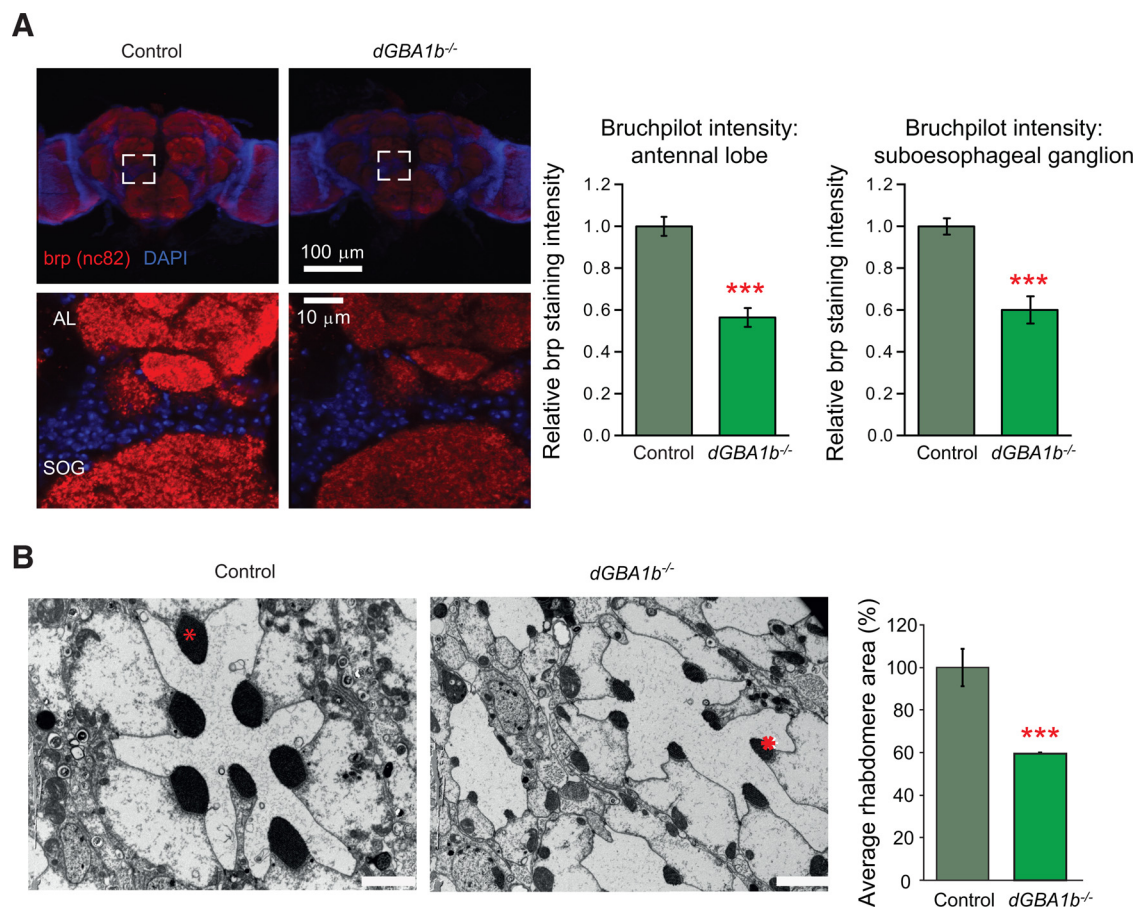 A
Control
dGBA1b-/-
brp (nc82) DAPI
100 μm
AL
SOG
10 μm
Bruchpilot intensity:
antennal lobe
Relative brp staining intensity
1.2
1.0
0.8
0.6
0.4
0.2
0.0
***
Control
dGBA1b-/-
Bruchpilot intensity:
suboesophageal ganglion
Relative brp staining intensity
1.2
1.0
0.8
0.6
0.4
0.2
0.0
***
Control
dGBA1b-/-
B
Control
dGBA1b-/-
*
*
Average rhabdomere area (%)
120
100
80
60
40
20
0
***
Control
dGBA1b-/-